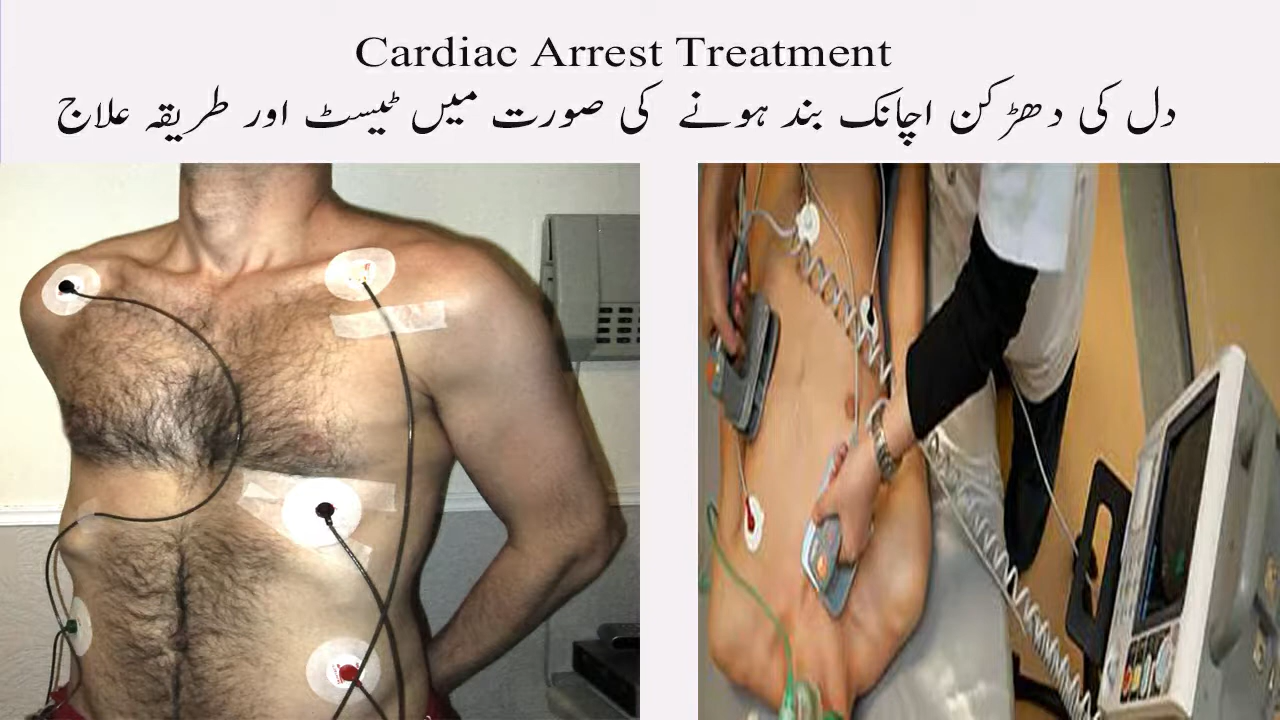 Cardiac Arrest Treatment
دل کی دھڑکن اچانک بند ہونے کی صورت میں ٹیسٹ اور طریقہ علاج